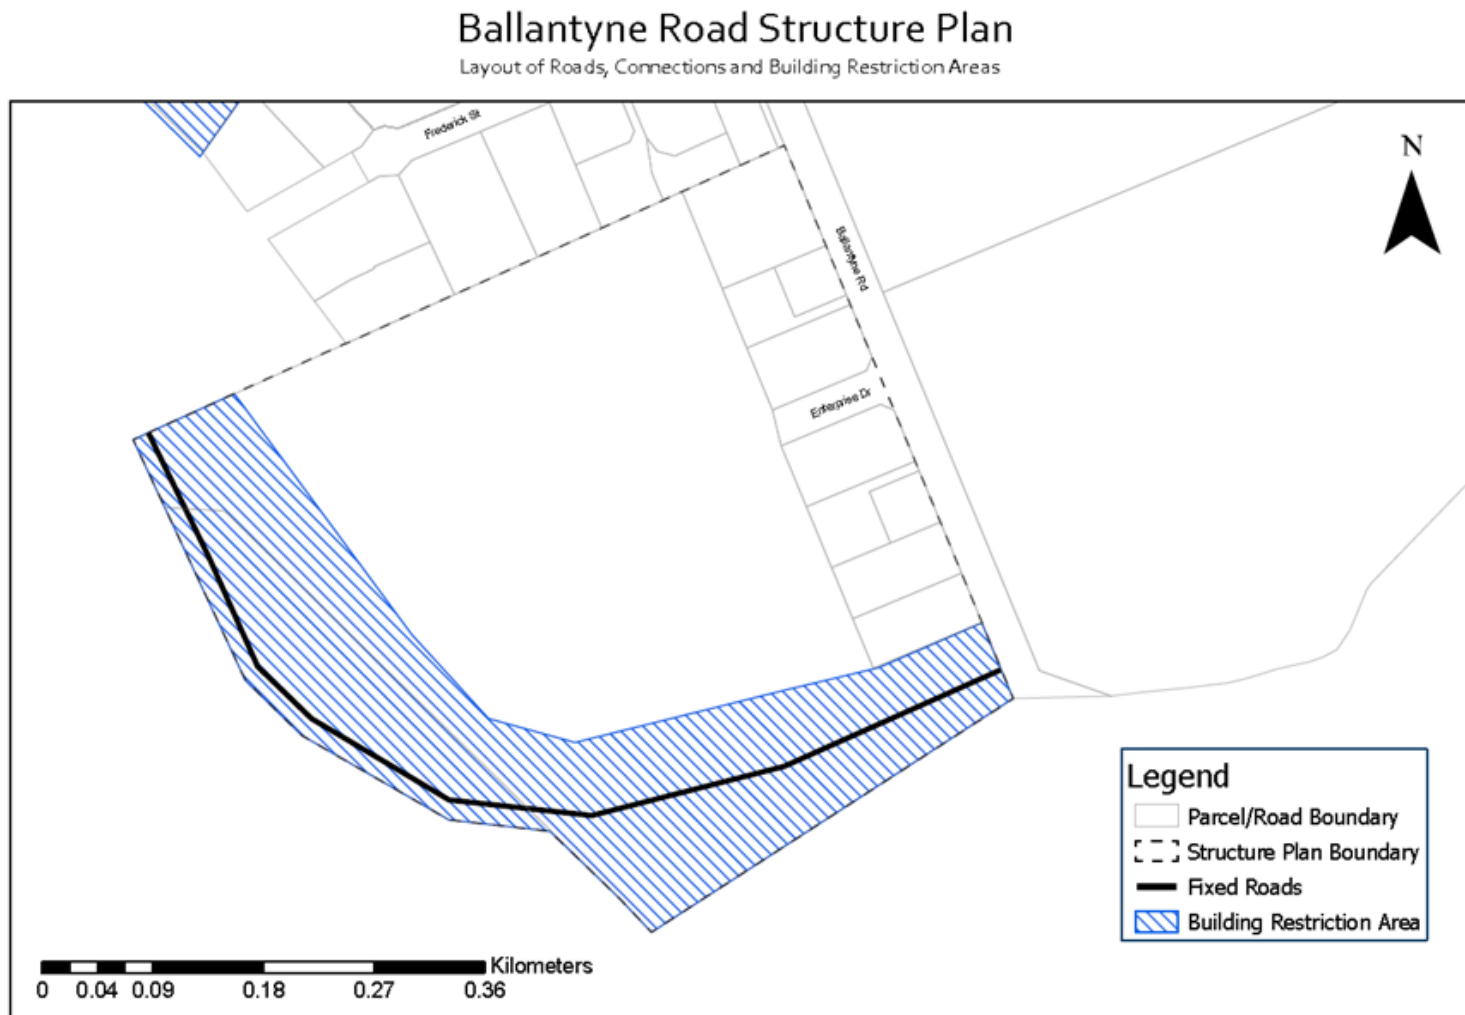 Ballantyne Road Structure Plan
Layout of Roads, Connections and Building Restriction Areas
Frederick St
N
Ballantyne Rd
Enterprise Dr
Legend
Parcel/Road Boundary
Structure Plan Boundary
Fixed Roads
Building Restriction Area
Kilometers
0 0.04 0.09 0.18 0.27 0.36